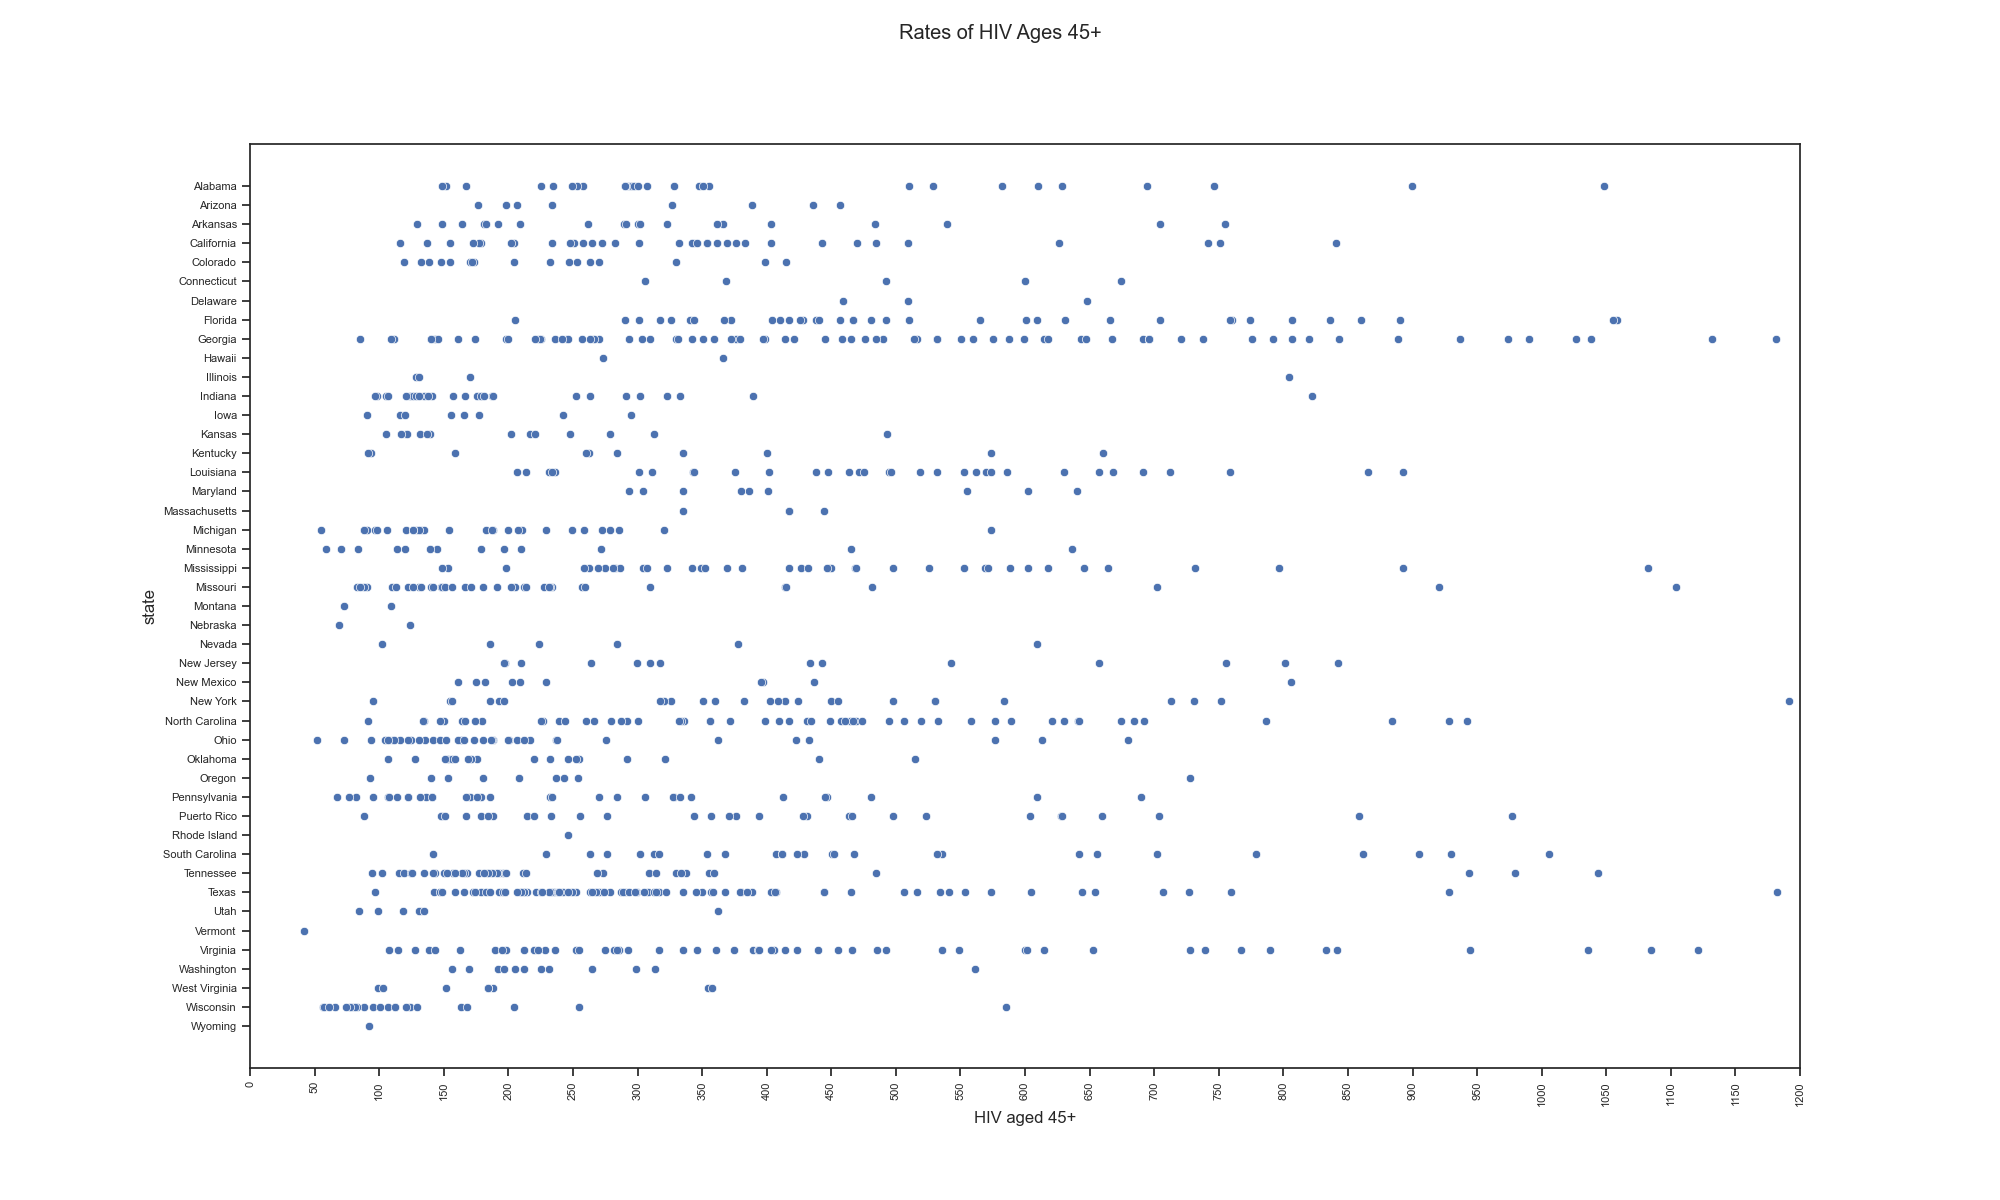 Rates of HIV Ages 45+
Alabama
Arizona
Arkansas
California
Colorado
Connecticut
Delaware
Florida
Georgia
Hawaii
Illinois
Indiana
Iowa
Kansas
Kentucky
Louisiana
Maryland
Massachusetts
Michigan
Minnesota
Mississippi
Missouri
Montana
Nebraska
Nevada
New Jersey
New Mexico
New York
North Carolina
Ohio
Oklahoma
Oregon
Pennsylvania
Puerto Rico
Rhode Island
South Carolina
Tennessee
Texas
Utah
Vermont
Virginia
Washington
West Virginia
Wisconsin
Wyoming
state
0 50 100 150 200 250 300 350 400 450 500 550 600 650 700 750 800 850 900 950 1000 1050 1100 1150 1200
HIV aged 45+